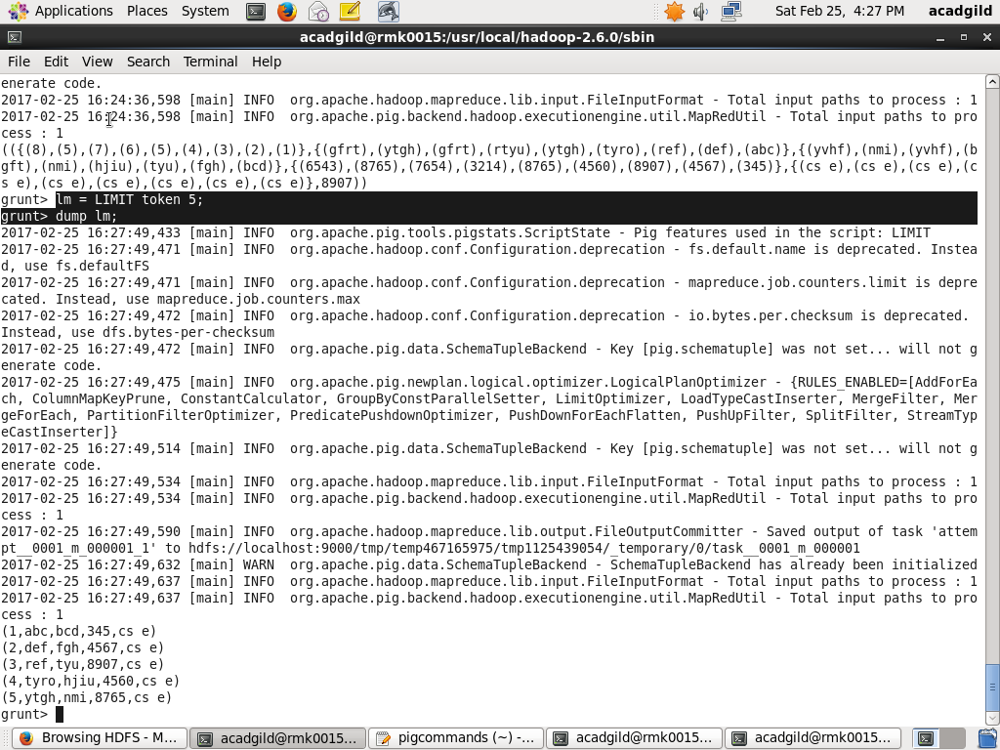 Applications Places System Sat Feb 25, 4:27 PM acadgild
acadgild@rmk0015:/usr/local/hadoop-2.6.0/sbin
File Edit View Search Terminal Help
enerate code.
2017-02-25 16:24:36,598 [main] INFO  org.apache.hadoop.mapreduce.lib.input.FileInputFormat - Total input paths to process : 1
2017-02-25 16:24:36,598 [main] INFO  org.apache.pig.backend.hadoop.executionengine.util.MapRedUtil - Total input paths to pro
cess : 1
(({(8),(5),(7),(6),(5),(4),(3),(2),(1)},{(gfrt),(ytgh),(gfrt),(rtyu),(ytgh),(tyro),(ref),(def),(abc)},{(yvhf),(nmi),(yvhf),(b
gft),(nmi),(hjiu),(tyu),(fgh),(bcd)},{(6543),(8765),(7654),(3214),(8765),(4560),(8907),(4567),(345)},{(cs e),(cs e),(cs e),(c
s e),(cs e),(cs e),(cs e),(cs e),(cs e)},8907))
grunt> lm = LIMIT token 5;
grunt> dump lm;
2017-02-25 16:27:49,433 [main] INFO  org.apache.pig.tools.pigstats.ScriptState - Pig features used in the script: LIMIT
2017-02-25 16:27:49,471 [main] INFO  org.apache.hadoop.conf.Configuration.deprecation - fs.default.name is deprecated. Instea
d, use fs.defaultFS
2017-02-25 16:27:49,471 [main] INFO  org.apache.hadoop.conf.Configuration.deprecation - mapreduce.job.counters.limit is depre
cated. Instead, use mapreduce.job.counters.max
2017-02-25 16:27:49,472 [main] INFO  org.apache.hadoop.conf.Configuration.deprecation - io.bytes.per.checksum is deprecated.
Instead, use dfs.bytes-per-checksum
2017-02-25 16:27:49,472 [main] INFO  org.apache.pig.data.SchemaTupleBackend - Key [pig.schematuple] was not set... will not g
enerate code.
2017-02-25 16:27:49,475 [main] INFO  org.apache.pig.newplan.logical.optimizer.LogicalPlanOptimizer - {RULES_ENABLED=[AddForEa
ch, ColumnMapKeyPrune, ConstantCalculator, GroupByConstParallelSetter, LimitOptimizer, LoadTypeCastInserter, MergeFilter, Mer
geForEach, PartitionFilterOptimizer, PredicatePushdownOptimizer, PushDownForEachFlatten, PushUpFilter, SplitFilter, StreamTyp
eCastInserter]}
2017-02-25 16:27:49,514 [main] INFO  org.apache.pig.data.SchemaTupleBackend - Key [pig.schematuple] was not set... will not g
enerate code.
2017-02-25 16:27:49,534 [main] INFO  org.apache.hadoop.mapreduce.lib.input.FileInputFormat - Total input paths to process : 1
2017-02-25 16:27:49,534 [main] INFO  org.apache.pig.backend.hadoop.executionengine.util.MapRedUtil - Total input paths to pro
cess : 1
2017-02-25 16:27:49,590 [main] INFO  org.apache.hadoop.mapreduce.lib.output.FileOutputCommitter - Saved output of task 'attem
pt__0001_m_000001_1' to hdfs://localhost:9000/tmp/temp467165975/tmp1125439054/_temporary/0/task__0001_m_000001
2017-02-25 16:27:49,632 [main] WARN  org.apache.pig.data.SchemaTupleBackend - SchemaTupleBackend has already been initialized
2017-02-25 16:27:49,637 [main] INFO  org.apache.hadoop.mapreduce.lib.input.FileInputFormat - Total input paths to process : 1
2017-02-25 16:27:49,637 [main] INFO  org.apache.pig.backend.hadoop.executionengine.util.MapRedUtil - Total input paths to pro
cess : 1
(1,abc,bcd,345,cs e)
(2,def,fgh,4567,cs e)
(3,ref,tyu,8907,cs e)
(4,tyro,hjiu,4560,cs e)
(5,ytgh,nmi,8765,cs e)
grunt>
Browsing HDFS - M... acadgild@rmk0015... pigcommands (~) -... acadgild@rmk0015... acadgild@rmk0015...